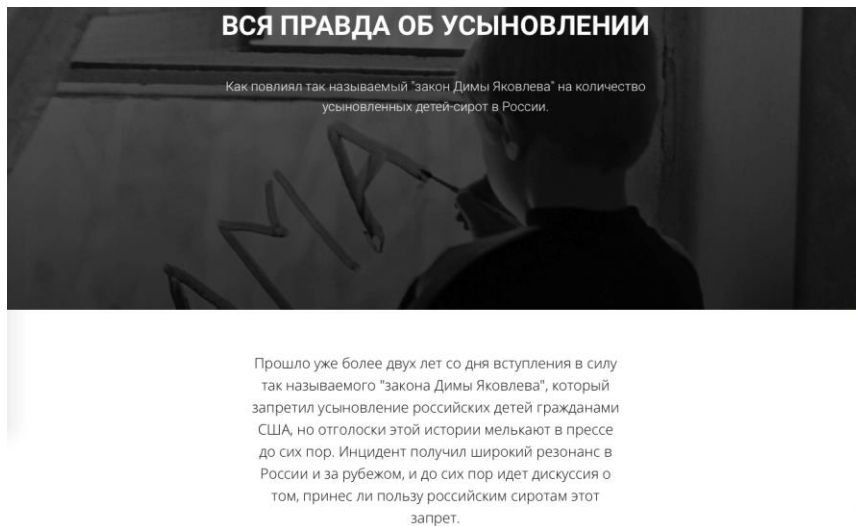 ВСЯ ПРАВДА ОБ УСЫНОВЛЕНИИ
Как повлиял так называемый "закон Димы Яковлева" на количество
усыновленных детей-сирот в России.
МА
Прошло уже более двух лет со дня вступления в силу
так называемого "закона Димы Яковлева", который
запретил усыновление российских детей гражданами
США, но отголоски этой истории мелькают в прессе
до сих пор. Инцидент получил широкий резонанс в
России и за рубежом, и до сих пор идет дискуссия о
том, принес ли пользу российским сиротам этот
запрет.